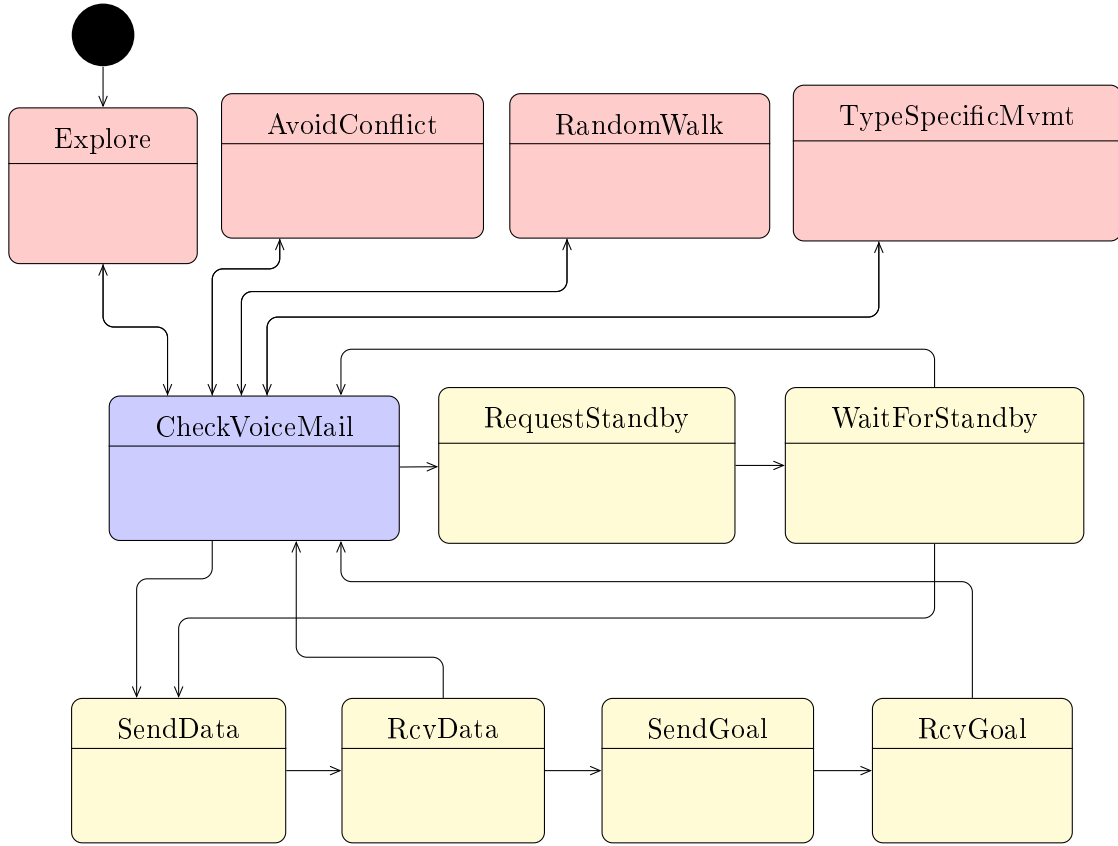 Explore
AvoidConflict
RandomWalk
TypeSpecificMvmt
CheckVoiceMail
RequestStandby
WaitForStandby
SendData
RcvData
SendGoal
RcvGoal